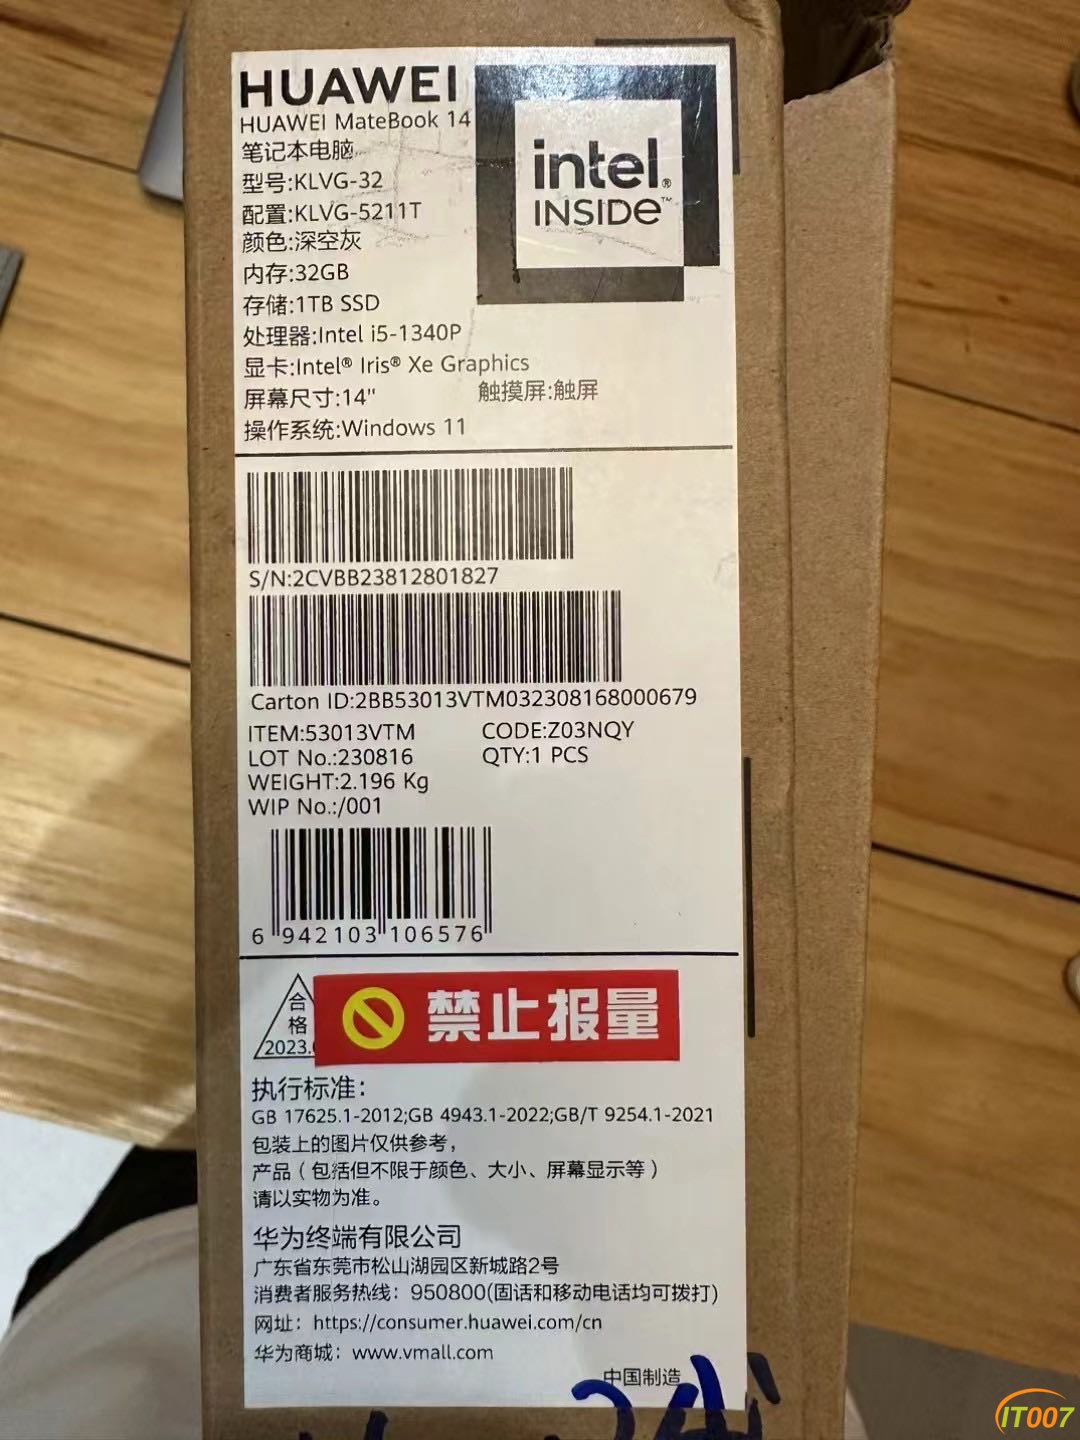 HUAWEI
HUAWEI MateBook 14
笔记本电脑
型号:KLVG-32
配置:KLVG-5211T
颜色:深空灰
内存:32GB
存储:1TB SSD
处理器:Intel i5-1340P
显卡:Intel® Iris® Xe Graphics
屏幕尺寸:14" 触摸屏:触屏
操作系统:Windows 11
intel®
INSIDE™
S/N:2CVBB23812801827
Carton ID:2BB53013VTM032308168000679
ITEM:53013VTM CODE:Z03NQY
LOT No.:230816 QTY:1 PCS
WEIGHT:2.196 Kg
WIP No.:/001
6 942103 106576
合
格
2023.
禁止报量
执行标准:
GB 17625.1-2012;GB 4943.1-2022;GB/T 9254.1-2021
包装上的图片仅供参考，
产品（包括但不限于颜色、大小、屏幕显示等）
请以实物为准。
华为终端有限公司
广东省东莞市松山湖园区新城路2号
消费者服务热线：950800(固话和移动电话均可拨打)
网址：https://consumer.huawei.com/cn
华为商城：www.vmall.com
中国制造
IT007